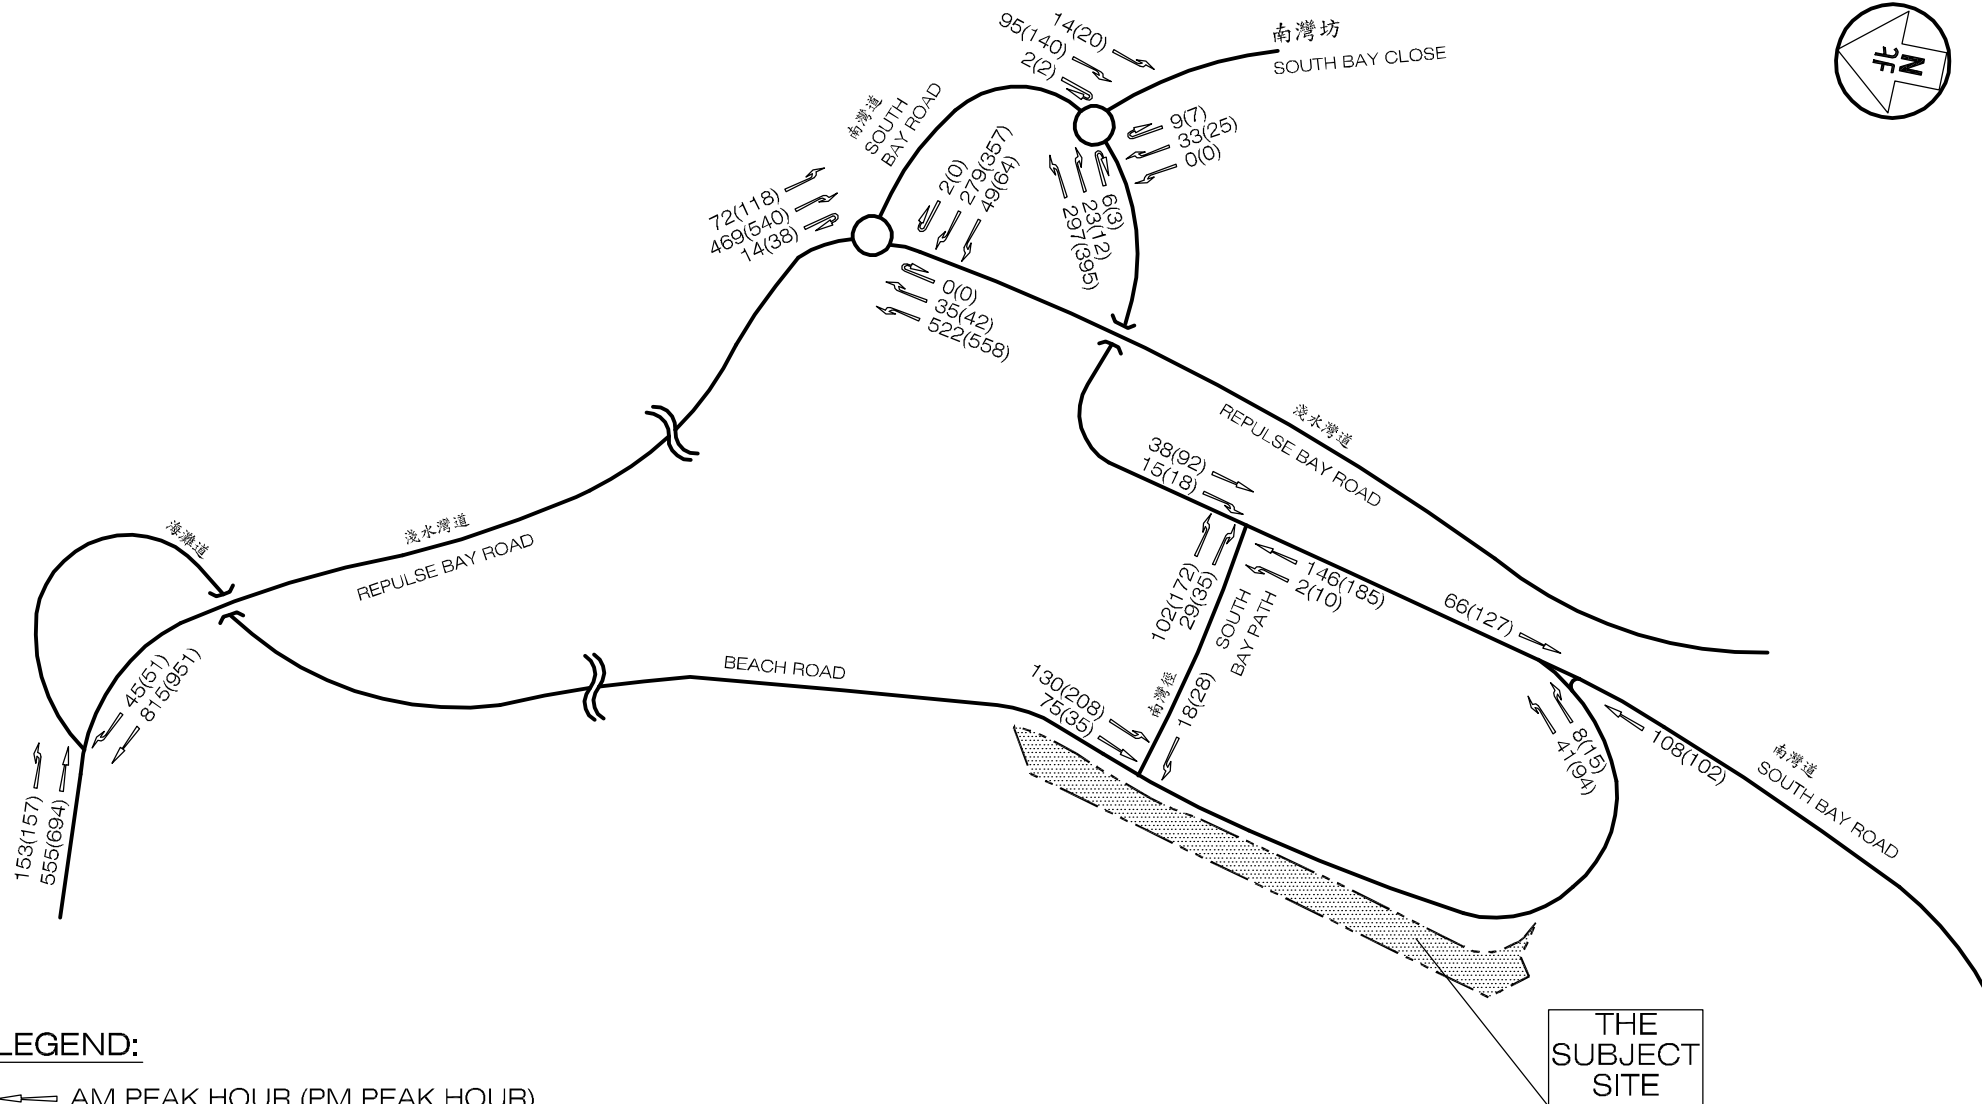 14(20)
95(140)
2(2)
南灣坊
SOUTH BAY CLOSE
北
N
南灣道
SOUTH
BAY ROAD
9(7)
33(25)
0(0)
2(0)
279(357)
49(64)
6(3)
23(12)
297(395)
72(118)
469(540)
14(38)
0(0)
35(42)
522(558)
淺水灣道
REPULSE BAY ROAD
38(92)
15(18)
海灘道
淺水灣道
REPULSE BAY ROAD
102(172)
29(35)
SOUTH
BAY PATH
南灣徑
146(185)
2(10)
66(127)
45(51)
815(951)
BEACH ROAD
130(208)
75(35)
18(28)
8(15)
41(94)
108(102)
南灣道
SOUTH BAY ROAD
153(157)
555(694)
THE
SUBJECT
SITE
LEGEND:
AM PEAK HOUR (PM PEAK HOUR)